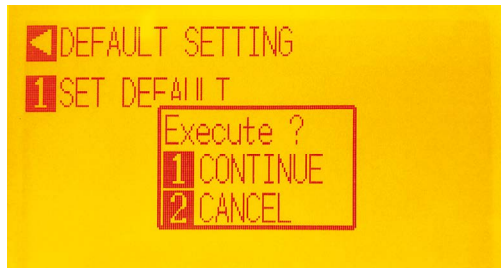 DEFAULT SETTING
1 SET DEFAULT
Execute ?
1 CONTINUE
2 CANCEL